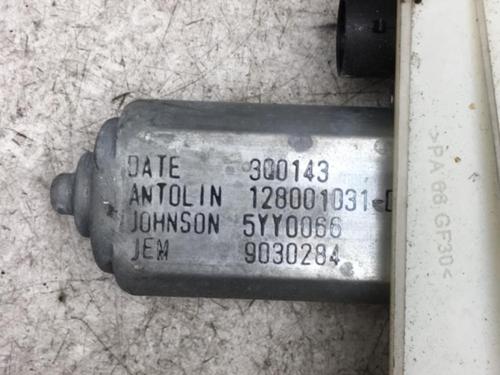 DATE 3Q0143
ANTOLIN 128001031-
JOHNSON 5YY0066
JEM 9030284
>PA 66 GF30<